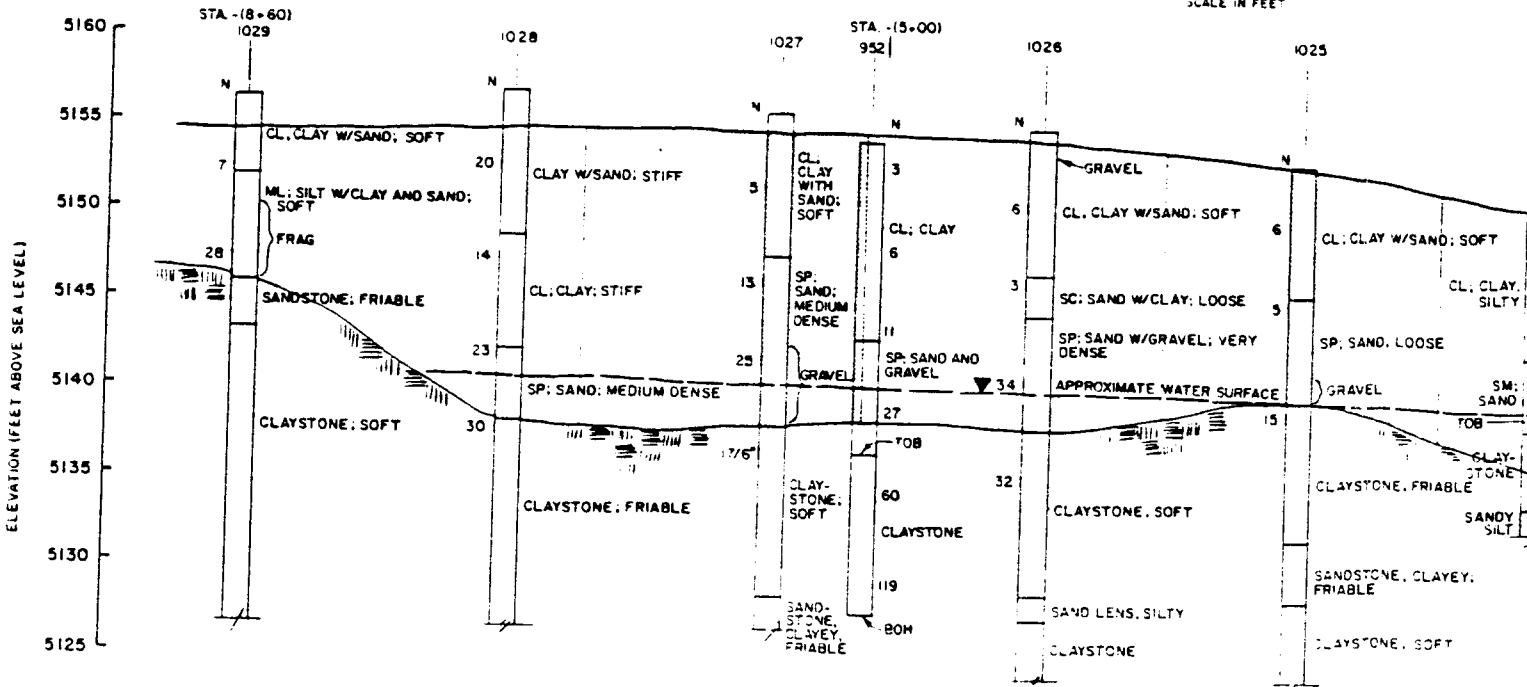 SCALE IN FEET
STA. -(8+60)
1029
1028
1027
STA. -(5+00)
952
1026
1025
ELEVATION (FEET ABOVE SEA LEVEL)
5160
5155
5150
5145
5140
5135
5130
5125
N
CL, CLAY W/SAND; SOFT
7
ML; SILT W/CLAY AND SAND;
SOFT
FRAG
28
SANDSTONE; FRIABLE
CLAYSTONE; SOFT
N
20
CLAY W/SAND; STIFF
14
CL; CLAY; STIFF
23
SP; SAND; MEDIUM DENSE
30
CLAYSTONE; FRIABLE
N
5
CL;
CLAY
WITH
SAND;
SOFT
13
SP;
SAND;
MEDIUM
DENSE
25
GRAVEL
17/6"
CLAY-
STONE;
SOFT
SAND-
STONE,
CLAYEY,
FRIABLE
N
3
CL; CLAY
6
11
SP; SAND AND
GRAVEL
27
TOB
60
CLAYSTONE
119
BOH
N
GRAVEL
6
CL, CLAY W/SAND; SOFT
3
SC; SAND W/CLAY; LOOSE
SP; SAND W/GRAVEL; VERY
DENSE
34
APPROXIMATE WATER SURFACE
32
CLAYSTONE, SOFT
SAND LENS, SILTY
CLAYSTONE
N
6
CL; CLAY W/SAND; SOFT
5
SP; SAND, LOOSE
GRAVEL
15
CLAYSTONE, FRIABLE
SANDSTONE, CLAYEY;
FRIABLE
CLAYSTONE, SOFT
CL; CLAY,
SILTY
SM;
SAND
TOB
CLAY-
STONE
SANDY
SILT